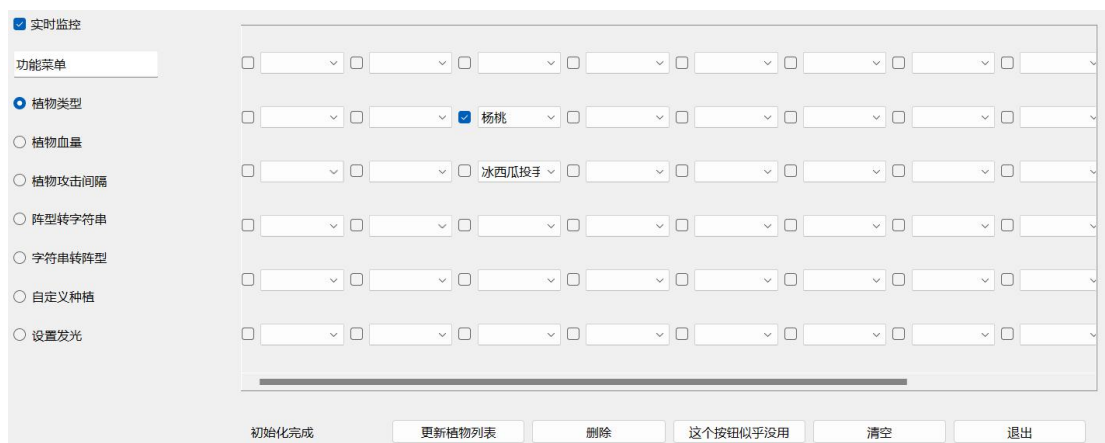 实时监控
功能菜单
植物类型
植物血量
植物攻击间隔
阵型转字符串
字符串转阵型
自定义种植
设置发光
杨桃
冰西瓜投手
初始化完成
更新植物列表
删除
这个按钮似乎没用
清空
退出